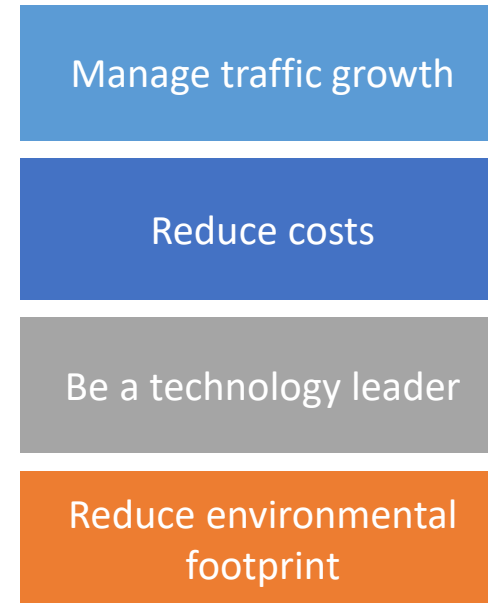 Manage traffic growth
Reduce costs
Be a technology leader
Reduce environmental
footprint